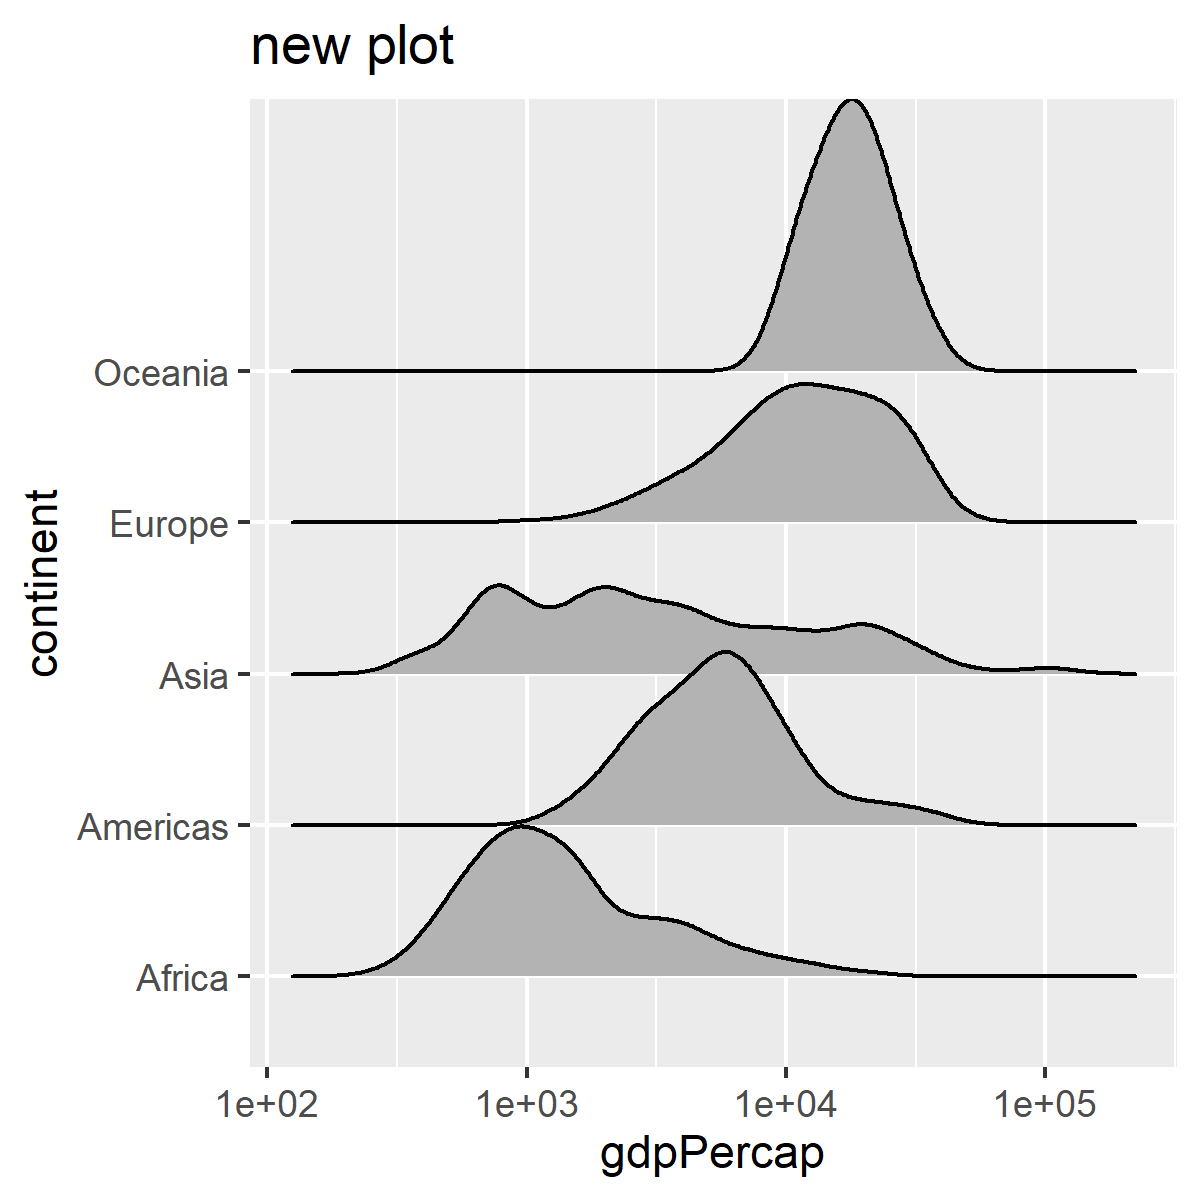 new plot
Oceania
Europe
Asia
Americas
Africa
continent
1e+02 1e+03 1e+04 1e+05
gdpPercap